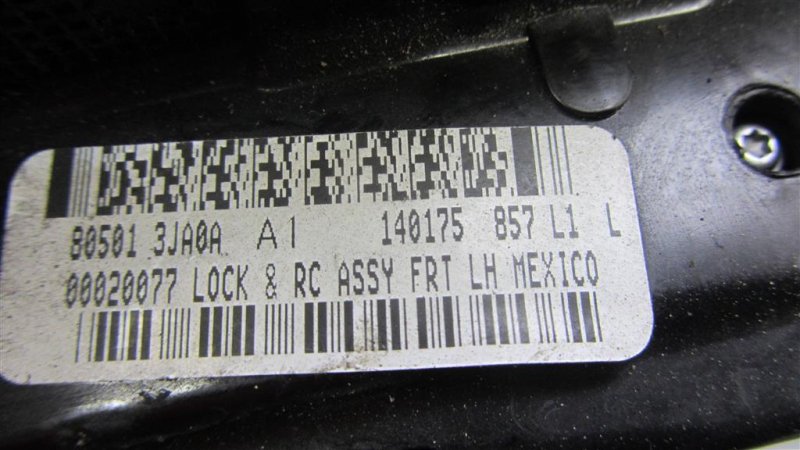 80501 3JA0A A1 140175 857 L1 L
00020077 LOCK & RC ASSY FRT LH MEXICO